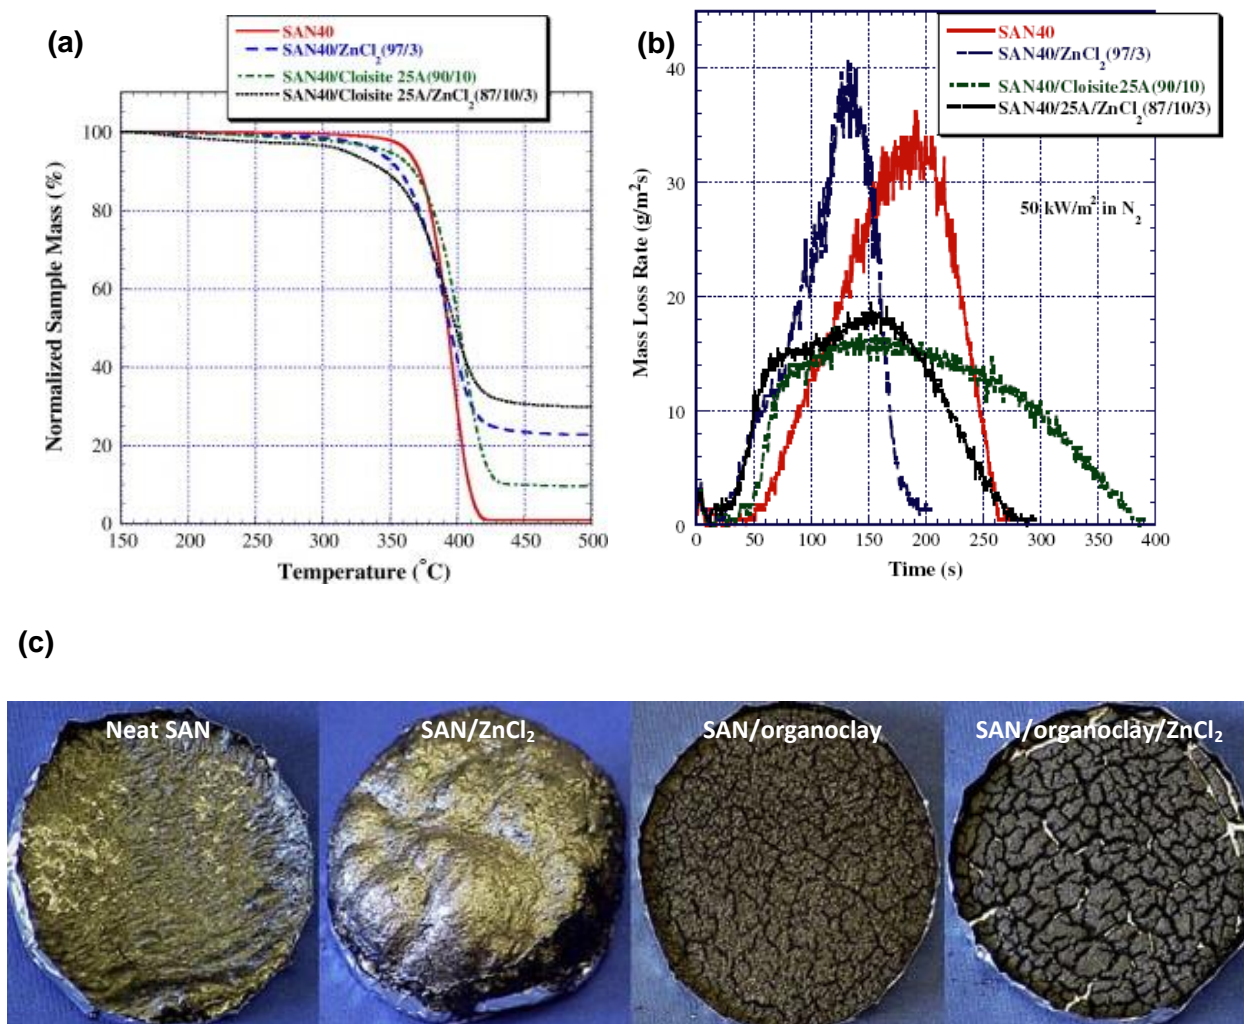 (a)
SAN40
SAN40/ZnCl₂(97/3)
SAN40/Cloisite 25A(90/10)
SAN40/Cloisite 25A/ZnCl₂(87/10/3)
Normalized Sample Mass (%)
100
80
60
40
20
0
150 200 250 300 350 400 450 500
Temperature (°C)
(b)
SAN40
SAN40/ZnCl₂(97/3)
SAN40/Cloisite25A(90/10)
SAN40/25A/ZnCl₂(87/10/3)
50 kW/m² in N₂
Mass Loss Rate (g/m²s)
40
30
20
10
0
0 50 100 150 200 250 300 350 400
Time (s)
(c)
Neat SAN
SAN/ZnCl₂
SAN/organoclay
SAN/organoclay/ZnCl₂